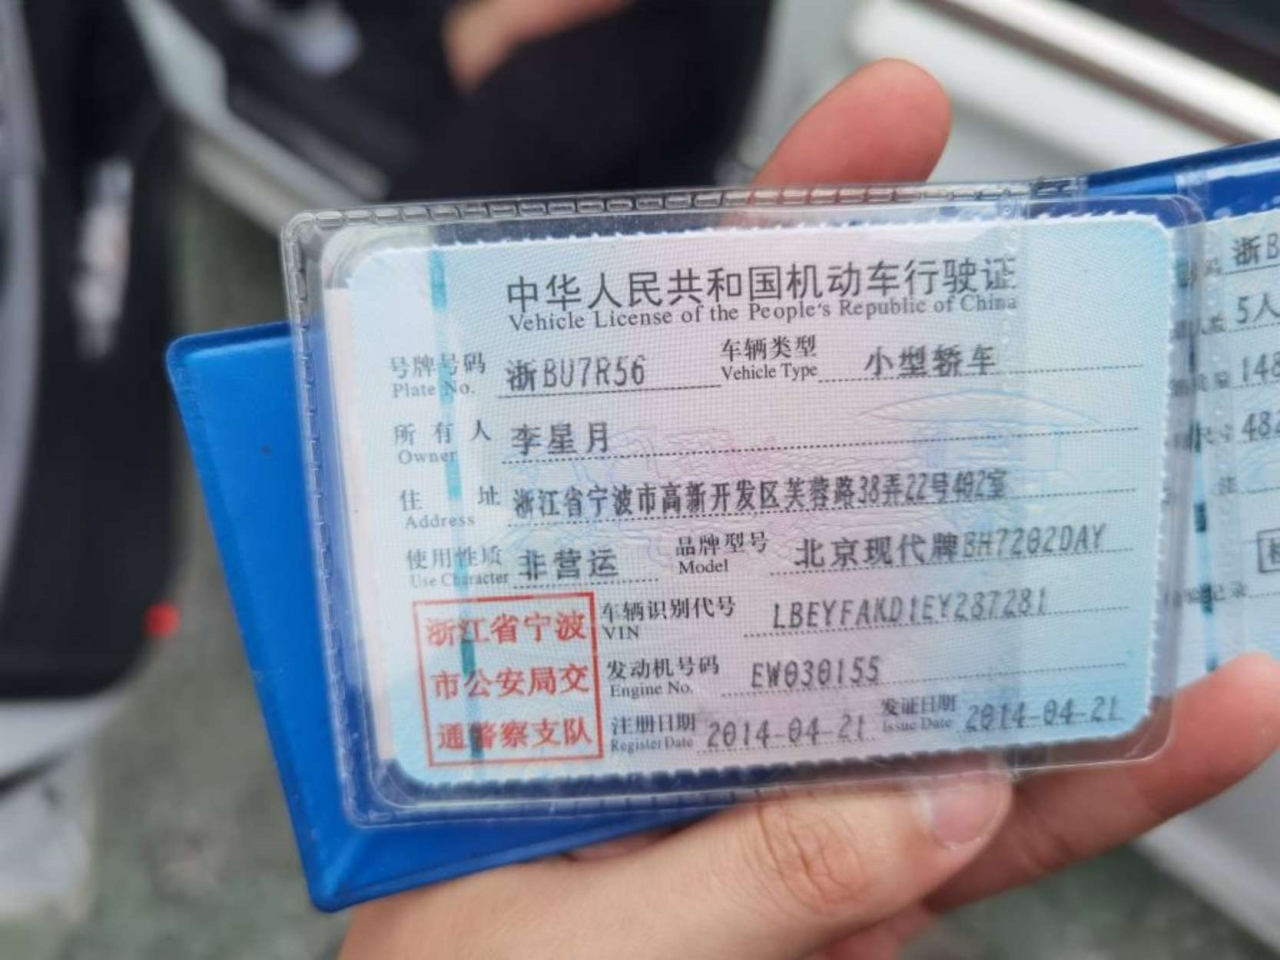 中华人民共和国机动车行驶证
Vehicle License of the People's Republic of China
号牌号码 浙BU7R56 车辆类型 小型轿车
Plate No. Vehicle Type
所有人 李星月
Owner
住址 浙江省宁波市高新开发区芙蓉路38弄22号402室
Address
使用性质 非营运 品牌型号 北京现代牌BH7202DAY
Use Character Model
车辆识别代号 LBEYFAKD1EY287281
VIN
发动机号码 EW030155
Engine No.
注册日期 2014-04-21 发证日期 2014-04-21
Register Date Issue Date
浙江省宁波
市公安局交
通警察支队
浙B
5人
148
482